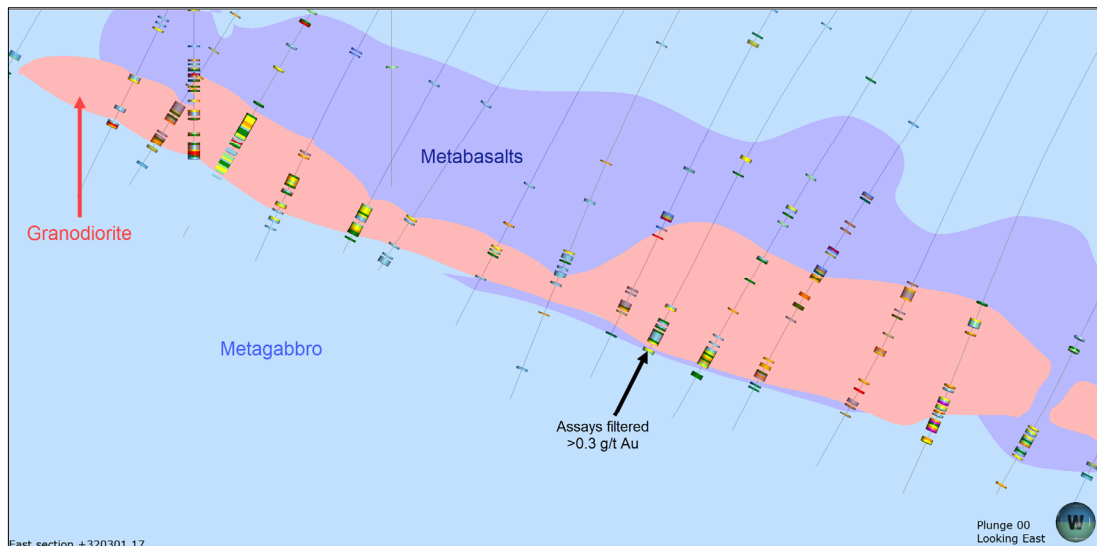 Metabasalts
Granodiorite
Metagabbro
Assays filtered
>0.3 g/t Au
Plunge 00
Looking East
W
East section +320301.17